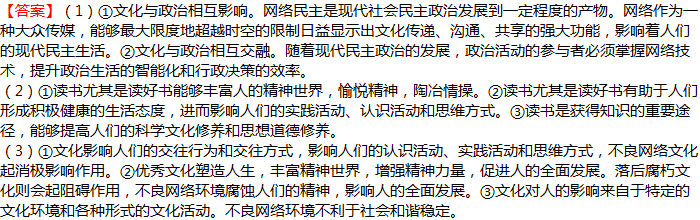 【答案】（1）①文化与政治相互影响。网络民主是现代社会民主政治发展到一定程度的产物。网络作为一
种大众传媒，能够最大限度地超越时空的限制日益显示出文化传递、沟通、共享的强大功能，影响着人们
的现代民主生活。②文化与政治相互交融。随着现代民主政治的发展，政治活动的参与者必须掌握网络技
术，提升政治生活的智能化和行政决策的效率。
（2）①读书尤其是读好书能够丰富人的精神世界，愉悦精神，陶冶情操。②读书尤其是读好书有助于人们
形成积极健康的生活态度，进而影响人们的实践活动、认识活动和思维方式。③读书是获得知识的重要途
径，能够提高人们的科学文化修养和思想道德修养。
（3）①文化影响人们的交往行为和交往方式，影响人们的认识活动、实践活动和思维方式，不良网络文化
起消极影响作用。②优秀文化塑造人生，丰富精神世界，增强精神力量，促进人的全面发展。落后腐朽文
化则会起阻碍作用，不良网络环境腐蚀人们的精神，影响人的全面发展。③文化对人的影响来自于特定的
文化环境和各种形式的文化活动。不良网络环境不利于社会和谐稳定。